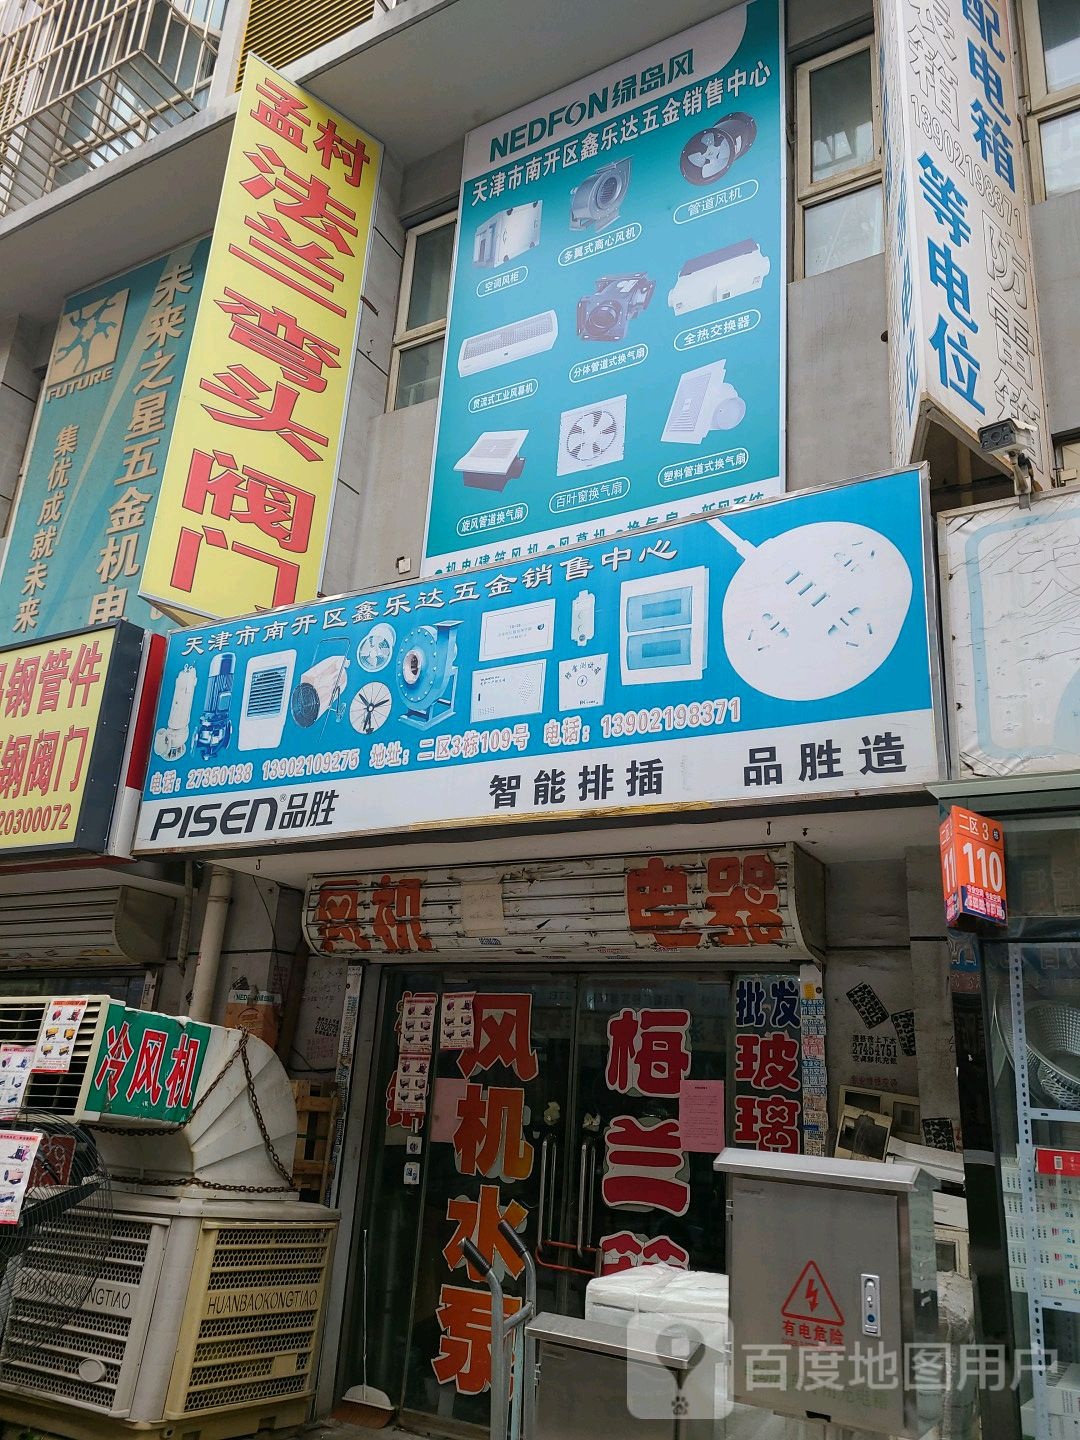 孟村
法兰弯头阀门
未来之星五金机电
FUTURE
集优成就未来
NEDFON绿岛风
天津市南开区鑫乐达五金销售中心
管道风机
多翼式离心风机
空调风柜
全热交换器
分体管道式换气扇
贯流式工业风幕机
塑料管道式换气扇
百叶窗换气扇
旋风管道换气扇
配电箱
等电位
13902198371
防雷箱
天津市南开区鑫乐达五金销售中心
电话：27350138 13902109275 地址：二区3栋109号 电话：13902198371
PISEN®品胜
智能排插 品胜造
钢管件
钢阀门
20300072
二区 3 栋
110
电器
冷风机
风机水泵
梅兰
批发
玻璃
27454751
HUANBAOKONGTIAO
HUANBAOKONGTIAO
有电危险
百度地图用户